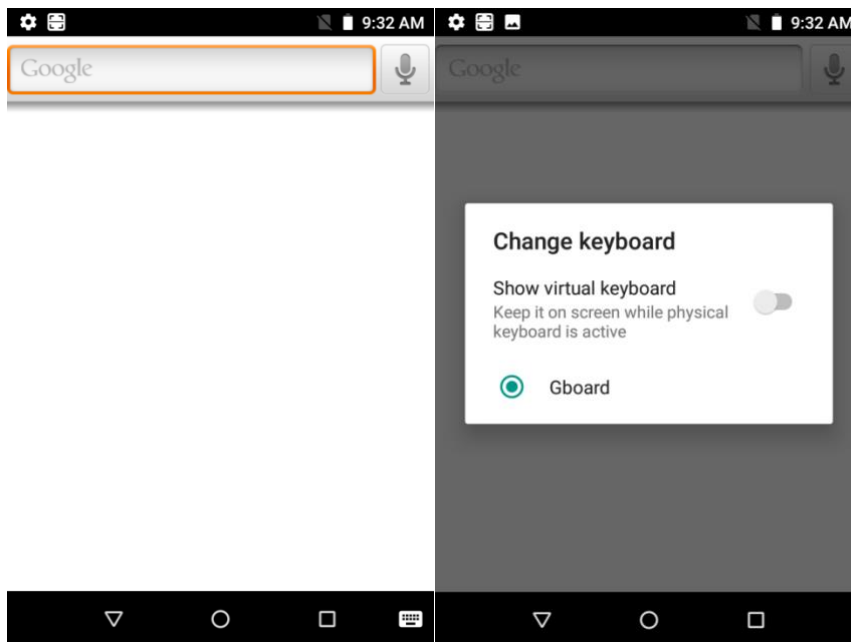 9:32 AM
Google
9:32 AM
Google
Change keyboard
Show virtual keyboard
Keep it on screen while physical
keyboard is active
Gboard